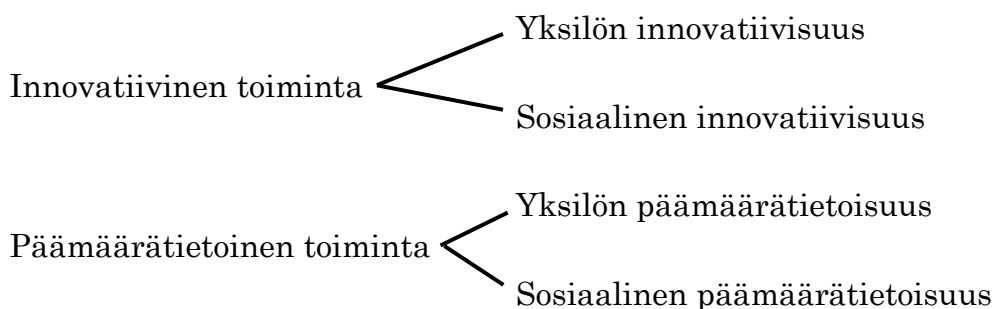 Yksilön innovatiivisuus
Innovatiivinen toiminta
Sosiaalinen innovatiivisuus
Yksilön päämäärätietoisuus
Päämäärätietoinen toiminta
Sosiaalinen päämäärätietoisuus